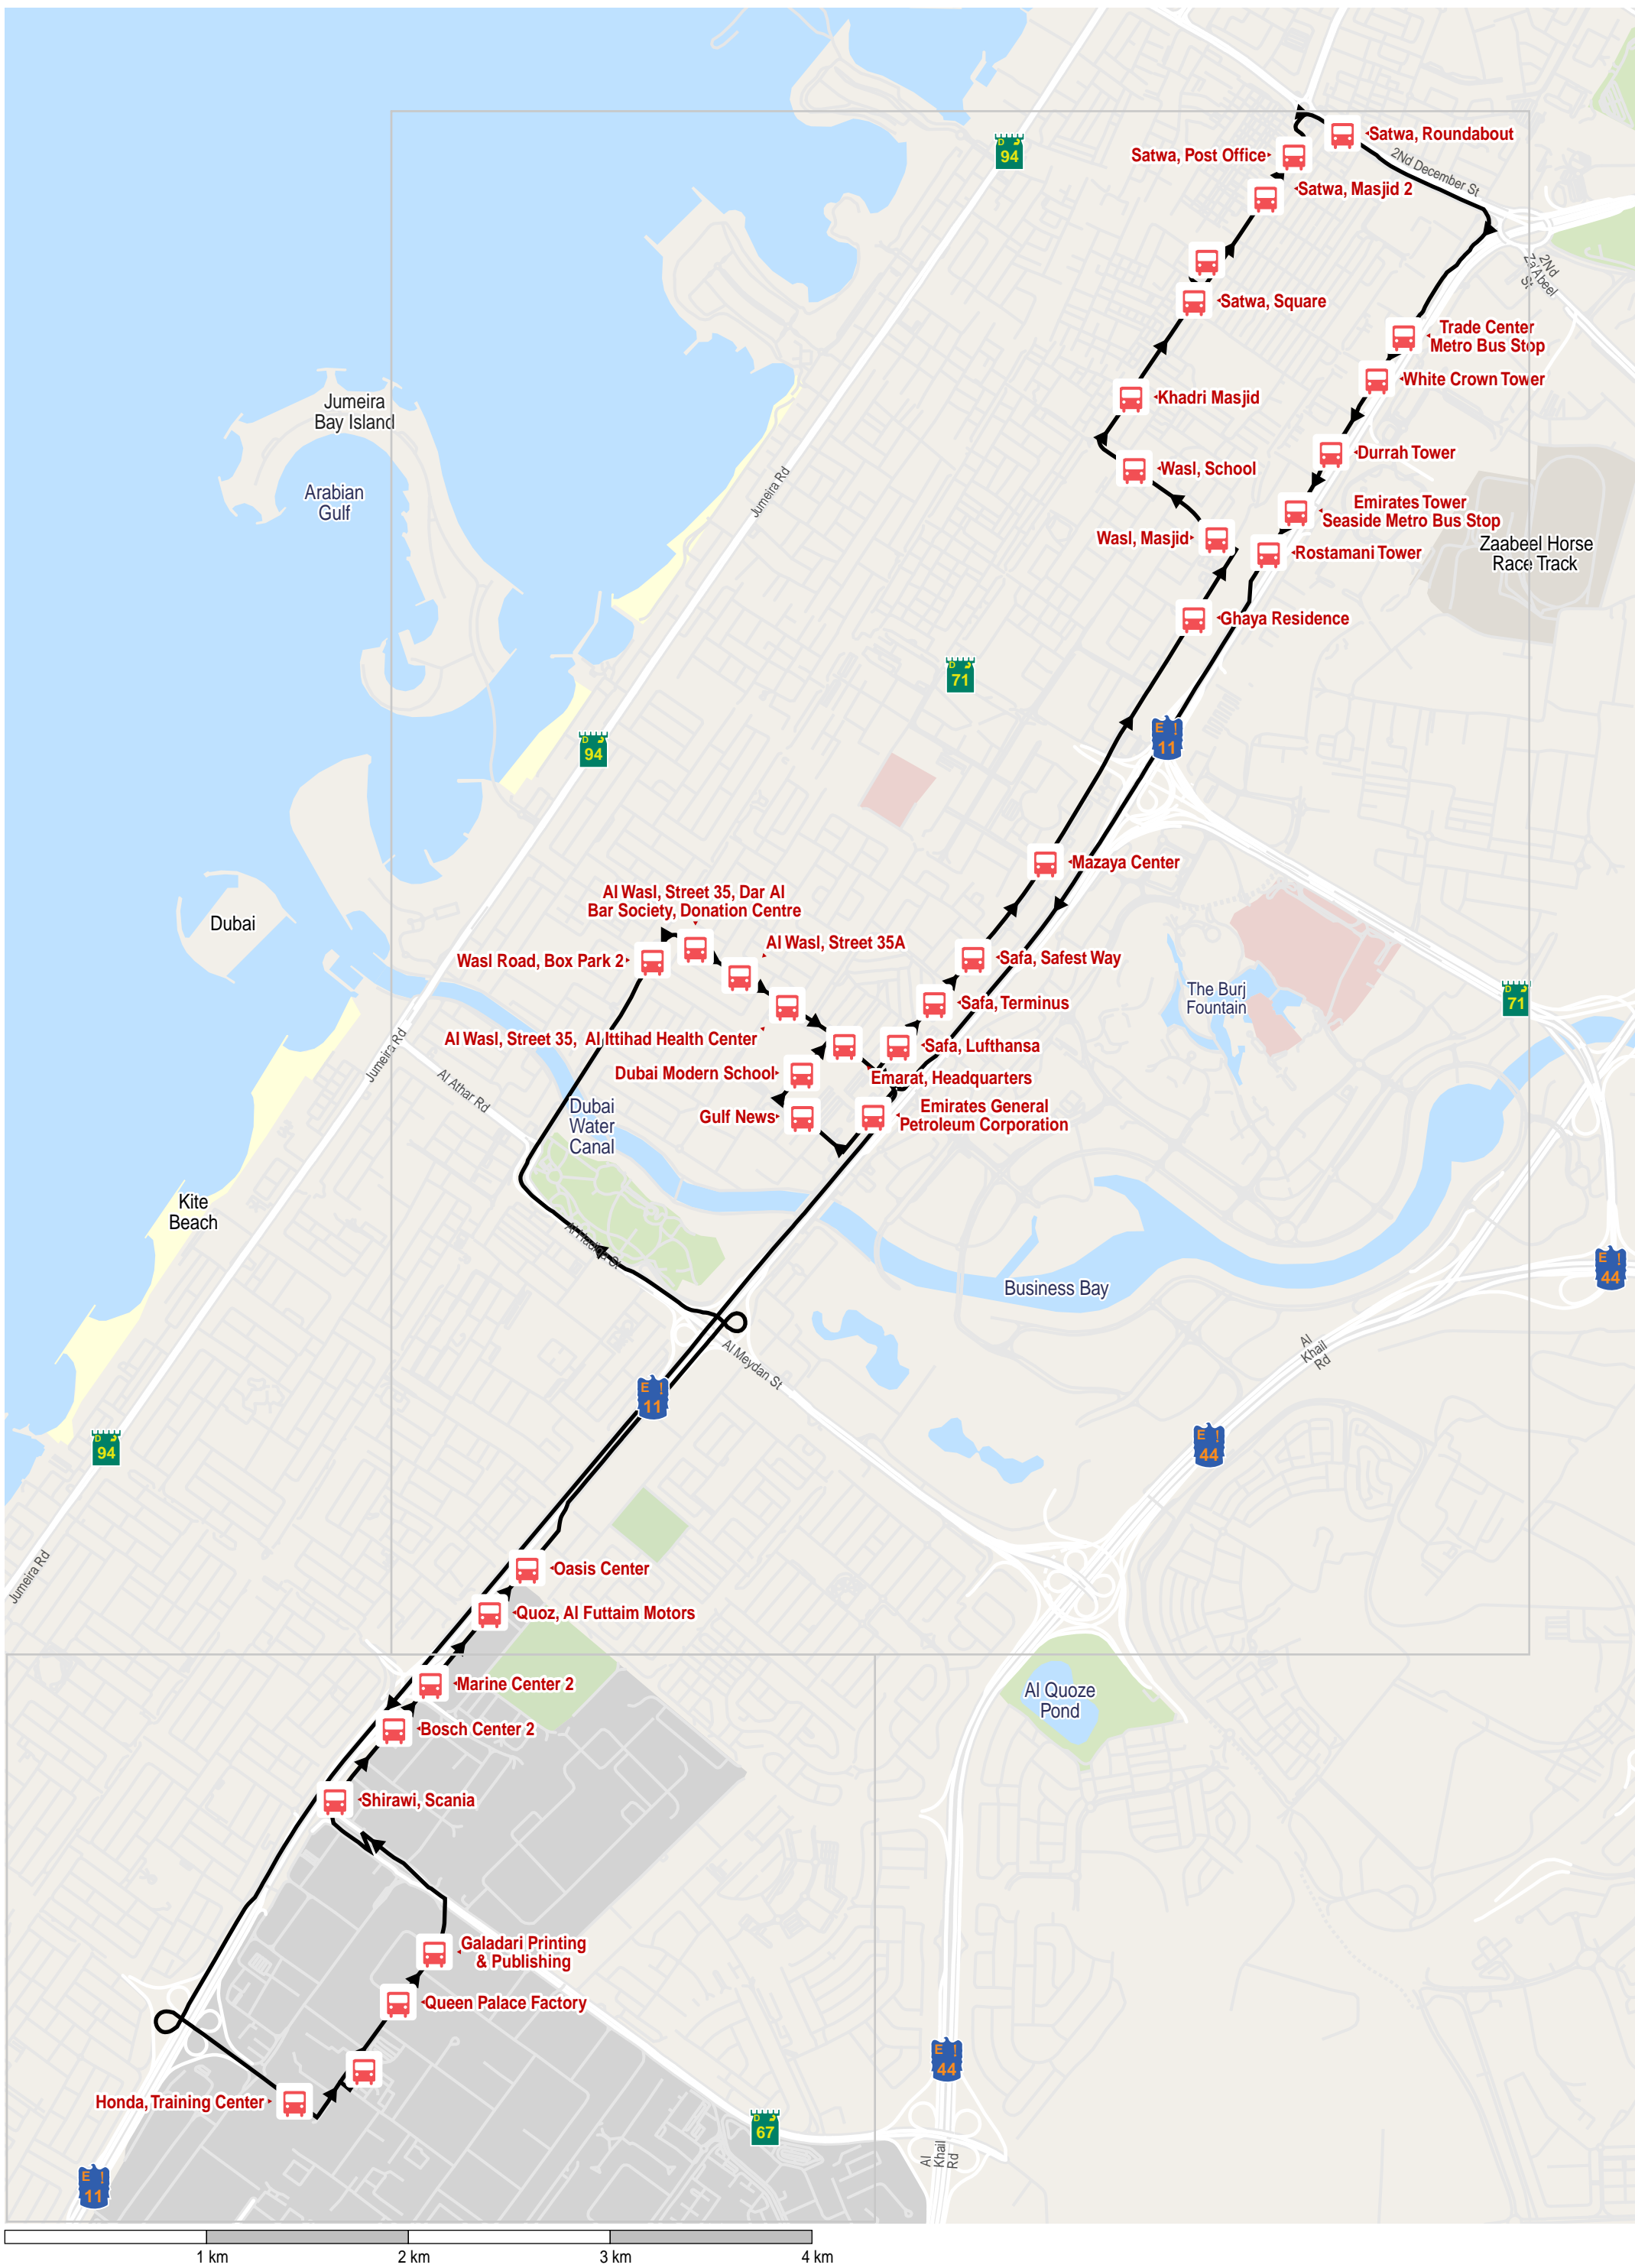 94
Satwa, Roundabout
Satwa, Post Office
2Nd December St
Satwa, Masjid 2
2Nd
Za'Abeel
St
Satwa, Square
Trade Center
Metro Bus Stop
White Crown Tower
Khadri Masjid
Jumeira
Bay Island
Durrah Tower
Wasl, School
Jumeira Rd
Arabian
Gulf
Emirates Tower
Seaside Metro Bus Stop
Wasl, Masjid
Rostamani Tower
Zaabeel Horse
Race Track
Ghaya Residence
D
71
E
11
D
94
Mazaya Center
Al Wasl, Street 35, Dar Al
Bar Society, Donation Centre
Dubai
Al Wasl, Street 35A
Wasl Road, Box Park 2
Safa, Safest Way
The Burj
Fountain
D
71
Safa, Terminus
Al Wasl, Street 35, Al Ittihad Health Center
Safa, Lufthansa
Jumeira Rd
Dubai Modern School
Emarat, Headquarters
Al Athar Rd
Dubai
Water
Canal
Gulf News
Emirates General
Petroleum Corporation
Kite
Beach
Al Hadiqa St
Business Bay
E
44
Al Meydan St
Al
Khail
Rd
E
11
D
94
E
44
Jumeira Rd
Oasis Center
Quoz, Al Futtaim Motors
Marine Center 2
Al Quoze
Pond
Bosch Center 2
Shirawi, Scania
Galadari Printing
& Publishing
Queen Palace Factory
E
44
Honda, Training Center
D
67
Al
Khail
Rd
E
11
1 km
2 km
3 km
4 km